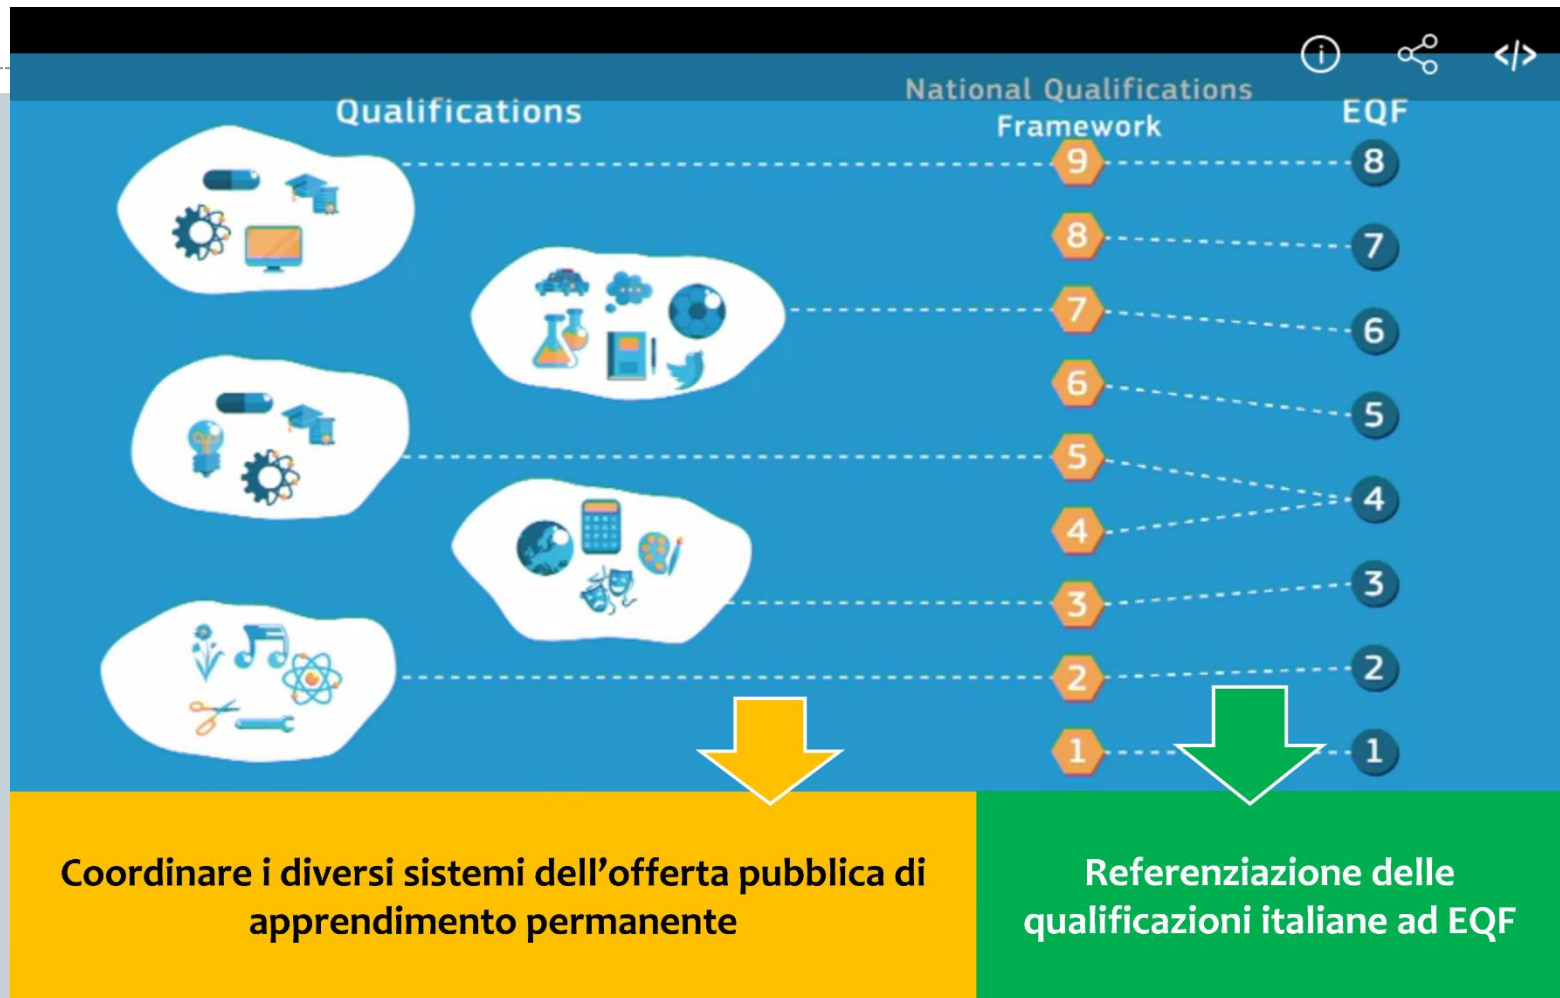 Qualifications
National Qualifications
Framework
EQF
9
8
8
7
7
6
6
5
5
4
4
3
3
2
2
1
1
Coordinare i diversi sistemi dell’offerta pubblica di
apprendimento permanente
Referenziazione delle
qualificazioni italiane ad EQF